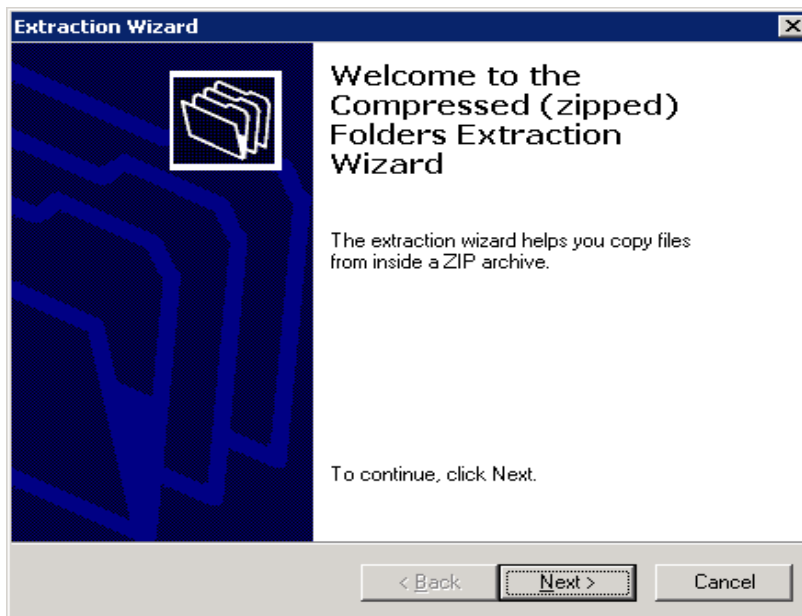 Extraction Wizard
Welcome to the
Compressed (zipped)
Folders Extraction
Wizard
The extraction wizard helps you copy files
from inside a ZIP archive.
To continue, click Next.
< Back
Next >
Cancel